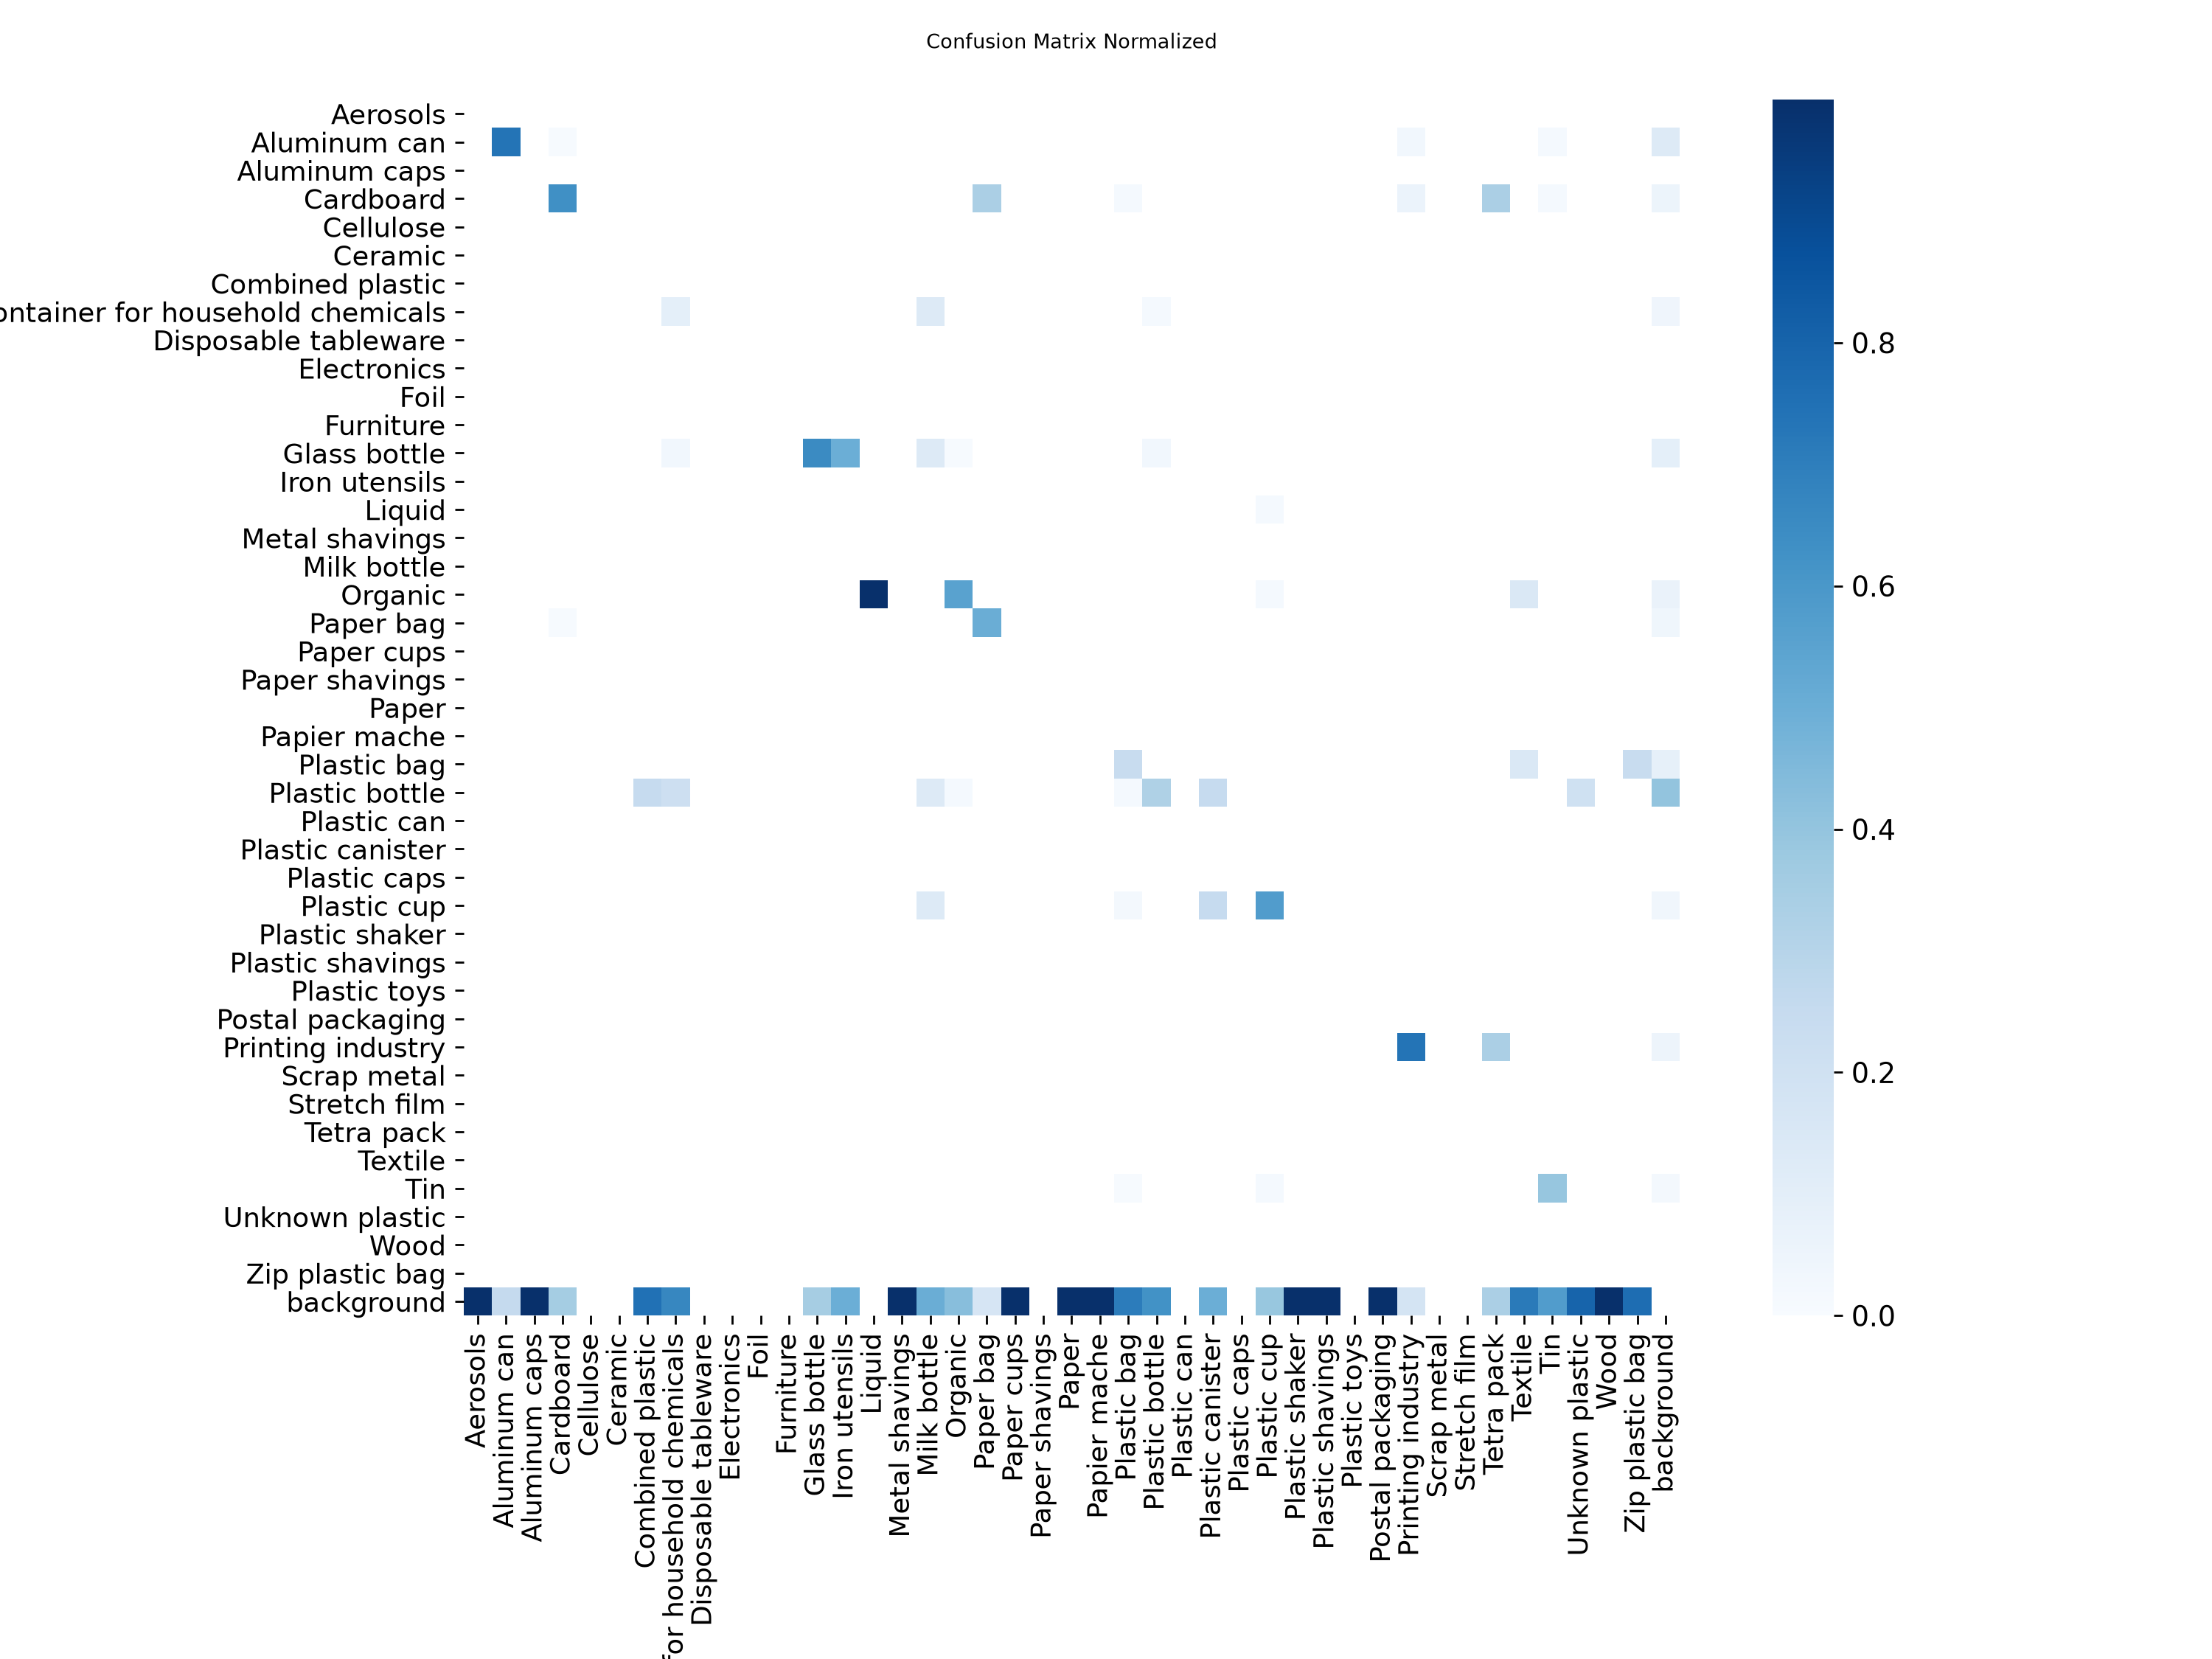 Confusion Matrix Normalized
Aerosols
Aluminum can
Aluminum caps
Cardboard
Cellulose
Ceramic
Combined plastic
ontainer for household chemicals
Disposable tableware
Electronics
Foil
Furniture
Glass bottle
Iron utensils
Liquid
Metal shavings
Milk bottle
Organic
Paper bag
Paper cups
Paper shavings
Paper
Papier mache
Plastic bag
Plastic bottle
Plastic can
Plastic canister
Plastic caps
Plastic cup
Plastic shaker
Plastic shavings
Plastic toys
Postal packaging
Printing industry
Scrap metal
Stretch film
Tetra pack
Textile
Tin
Unknown plastic
Wood
Zip plastic bag
background
Aerosols
Aluminum can
Aluminum caps
Cardboard
Cellulose
Ceramic
Combined plastic
for household chemicals
Disposable tableware
Electronics
Foil
Furniture
Glass bottle
Iron utensils
Liquid
Metal shavings
Milk bottle
Organic
Paper bag
Paper cups
Paper shavings
Paper
Papier mache
Plastic bag
Plastic bottle
Plastic can
Plastic canister
Plastic caps
Plastic cup
Plastic shaker
Plastic shavings
Plastic toys
Postal packaging
Printing industry
Scrap metal
Stretch film
Tetra pack
Textile
Tin
Unknown plastic
Wood
Zip plastic bag
background
0.8
0.6
0.4
0.2
0.0